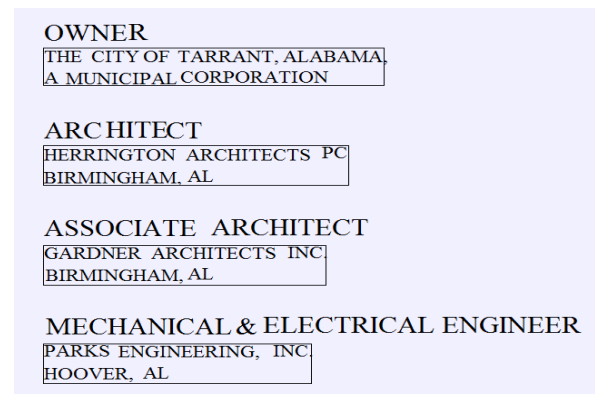 OWNER
THE CITY OF TARRANT, ALABAMA,
A MUNICIPAL CORPORATION
ARCHITECT
HERRINGTON ARCHITECTS PC
BIRMINGHAM, AL
ASSOCIATE ARCHITECT
GARDNER ARCHITECTS INC.
BIRMINGHAM, AL
MECHANICAL & ELECTRICAL ENGINEER
PARKS ENGINEERING, INC.
HOOVER, AL